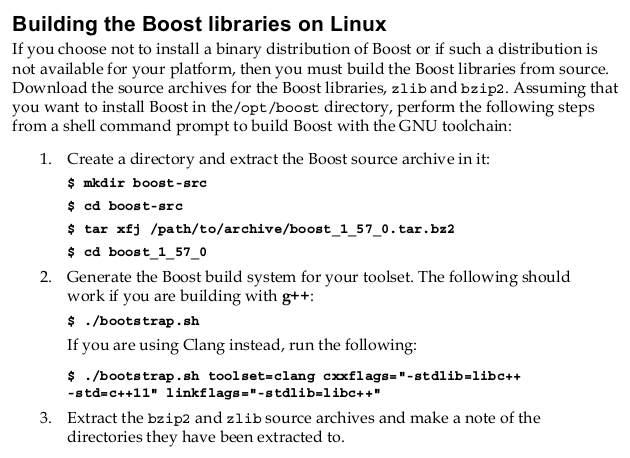 Building the Boost libraries on Linux
If you choose not to install a binary distribution of Boost or if such a distribution is
not available for your platform, then you must build the Boost libraries from source.
Download the source archives for the Boost libraries, zlib and bzip2. Assuming that
you want to install Boost in the/opt/boost directory, perform the following steps
from a shell command prompt to build Boost with the GNU toolchain:
1. Create a directory and extract the Boost source archive in it:
$ mkdir boost-src
$ cd boost-src
$ tar xfj /path/to/archive/boost_1_57_0.tar.bz2
$ cd boost_1_57_0
2. Generate the Boost build system for your toolset. The following should
work if you are building with g++:
$ ./bootstrap.sh
If you are using Clang instead, run the following:
$ ./bootstrap.sh toolset=clang cxxflags="-stdlib=libc++
-std=c++11" linkflags="-stdlib=libc++"
3. Extract the bzip2 and zlib source archives and make a note of the
directories they have been extracted to.